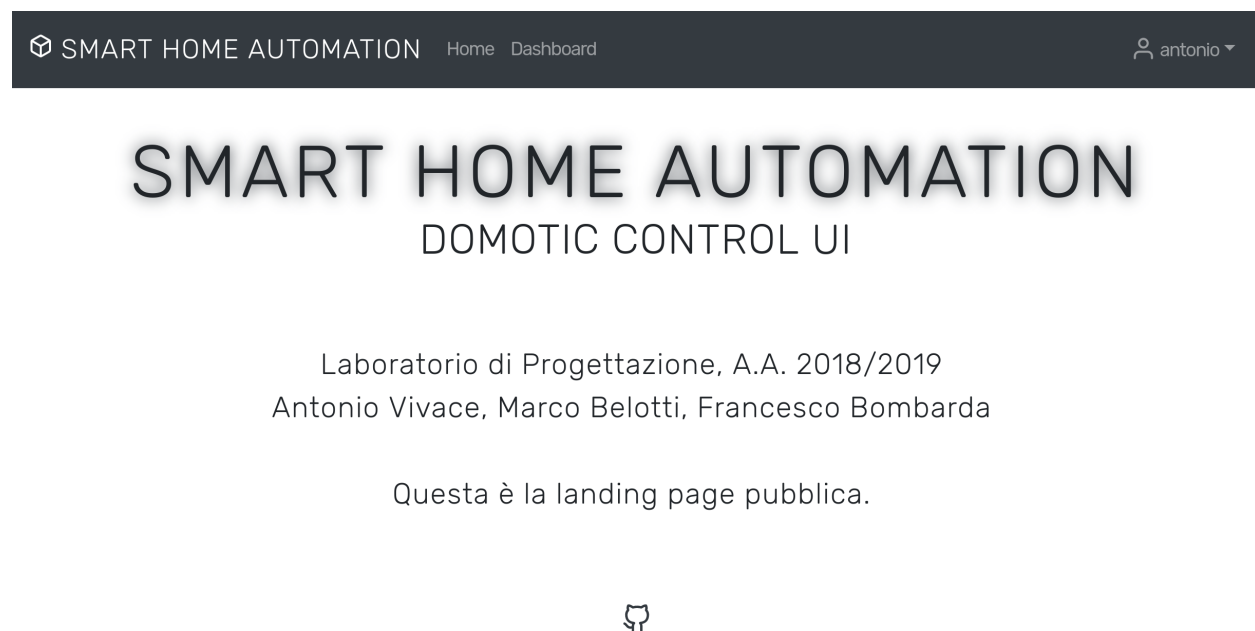 SMART HOME AUTOMATION Home Dashboard antonio
SMART HOME AUTOMATION
DOMOTIC CONTROL UI
Laboratorio di Progettazione, A.A. 2018/2019
Antonio Vivace, Marco Belotti, Francesco Bombarda
Questa è la landing page pubblica.